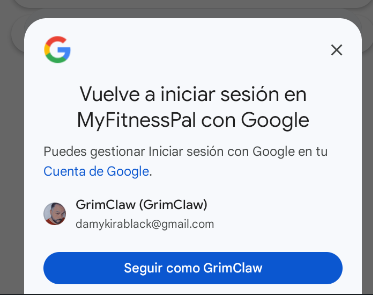 Vuelve a iniciar sesión en
MyFitnessPal con Google
Puedes gestionar Iniciar sesión con Google en tu
Cuenta de Google.
GrimClaw (GrimClaw)
damykirablack@gmail.com
Seguir como GrimClaw